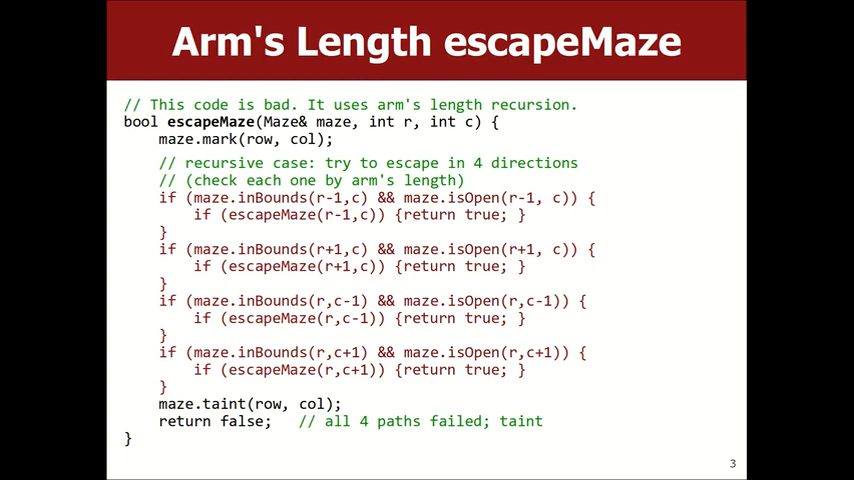 Arm's Length escapeMaze
// This code is bad. It uses arm's length recursion.
bool escapeMaze(Maze& maze, int r, int c) {
    maze.mark(row, col);
    // recursive case: try to escape in 4 directions
    // (check each one by arm's length)
    if (maze.inBounds(r-1,c) && maze.isOpen(r-1, c)) {
        if (escapeMaze(r-1,c)) {return true; }
    }
    if (maze.inBounds(r+1,c) && maze.isOpen(r+1, c)) {
        if (escapeMaze(r+1,c)) {return true; }
    }
    if (maze.inBounds(r,c-1) && maze.isOpen(r,c-1)) {
        if (escapeMaze(r,c-1)) {return true; }
    }
    if (maze.inBounds(r,c+1) && maze.isOpen(r,c+1)) {
        if (escapeMaze(r,c+1)) {return true; }
    }
    maze.taint(row, col);
    return false;   // all 4 paths failed; taint
}
3